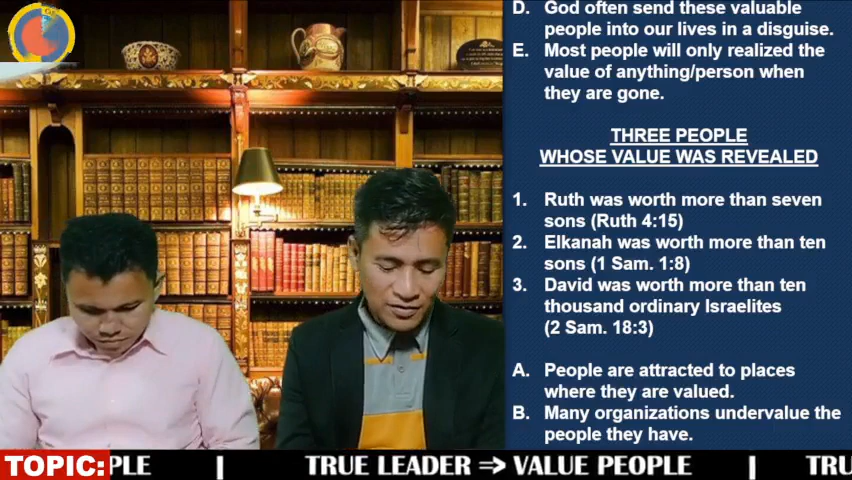 D. God often send these valuable
people into our lives in a disguise.
E. Most people will only realized the
value of anything/person when
they are gone.
THREE PEOPLE
WHOSE VALUE WAS REVEALED
1. Ruth was worth more than seven
sons (Ruth 4:15)
2. Elkanah was worth more than ten
sons (1 Sam. 1:8)
3. David was worth more than ten
thousand ordinary Israelites
(2 Sam. 18:3)
A. People are attracted to places
where they are valued.
B. Many organizations undervalue the
people they have.
TOPIC: PLE | TRUE LEADER ⇒ VALUE PEOPLE | TRU